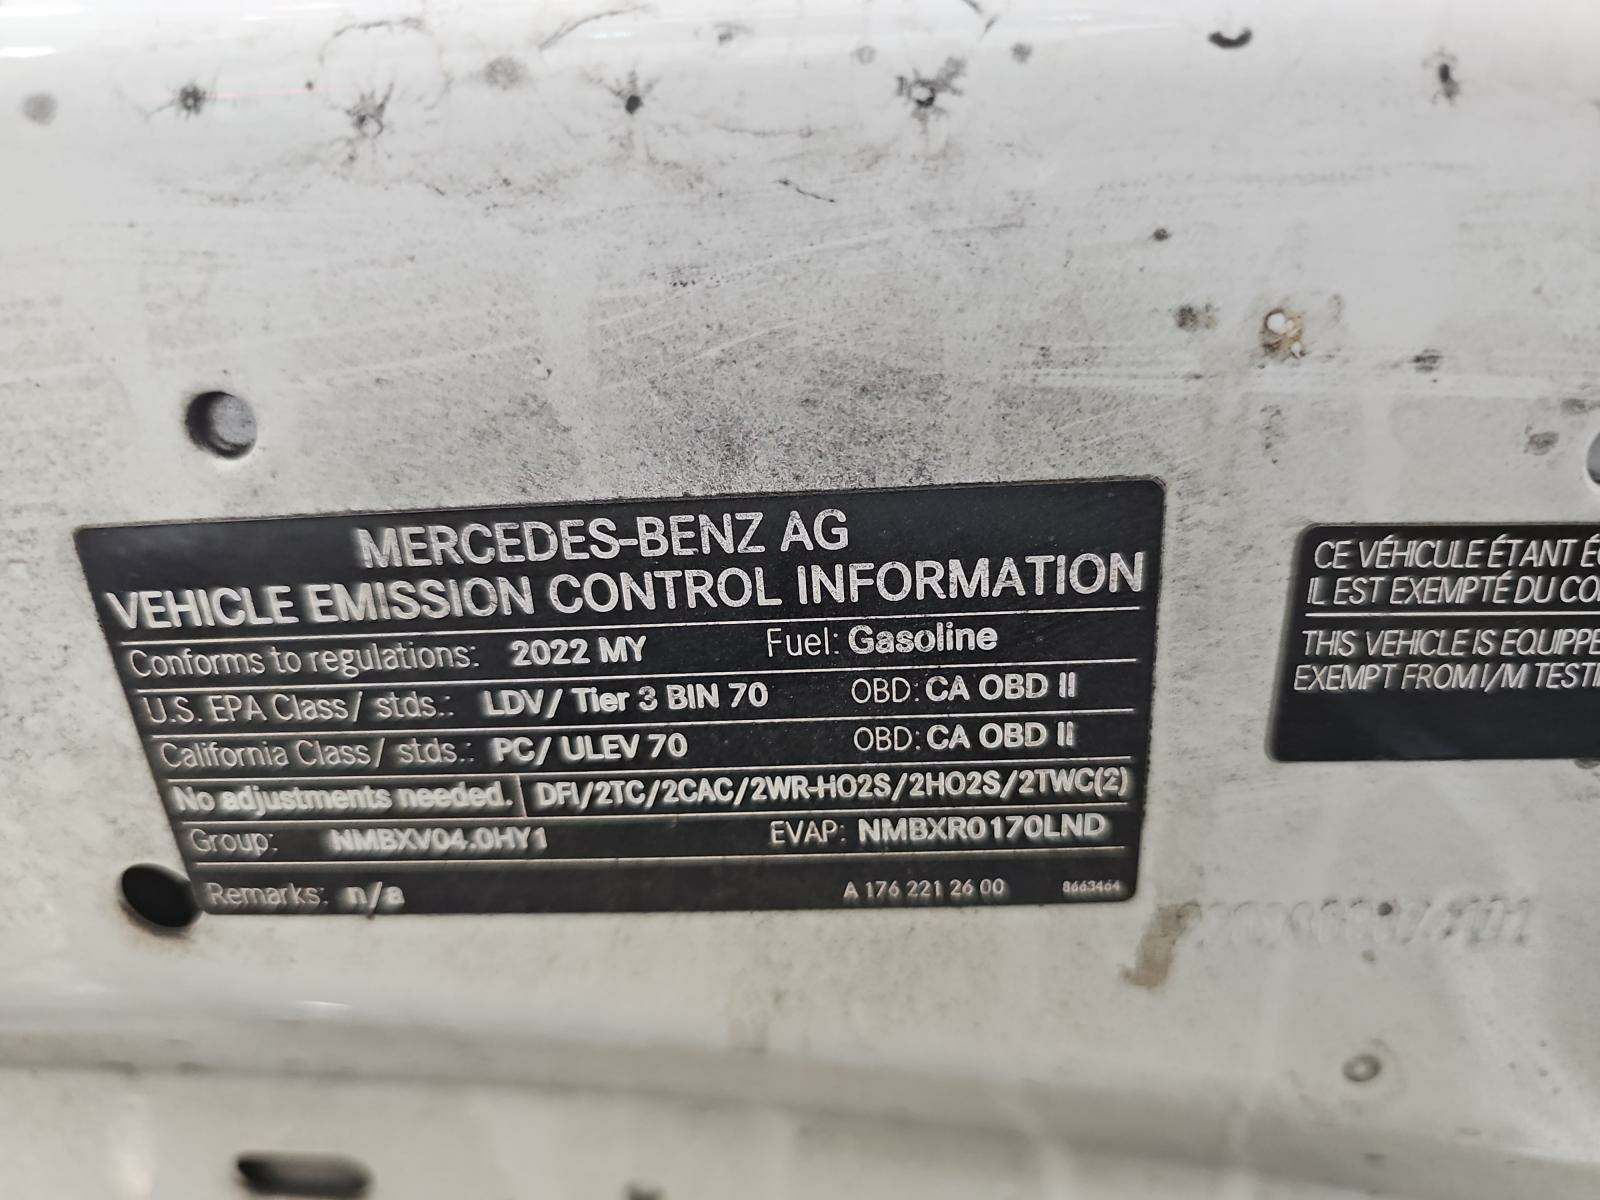 MERCEDES-BENZ AG
VEHICLE EMISSION CONTROL INFORMATION
Conforms to regulations: 2022 MY Fuel: Gasoline
U.S. EPA Class/ stds.: LDV/ Tier 3 BIN 70 OBD: CA OBD II
California Class/ stds.: PC/ ULEV 70 OBD: CA OBD II
No adjustments needed. DFI/2TC/2CAC/2WR-HO2S/2HO2S/2TWC(2)
Group: NMBXV04.0HY1 EVAP: NMBXR0170LND
Remarks: n/a A 176 221 26 00 8663464
CE VÉHICULE ÉTANT
IL EST EXEMPTÉ DU
THIS VEHICLE IS
EXEMPT FROM I/M